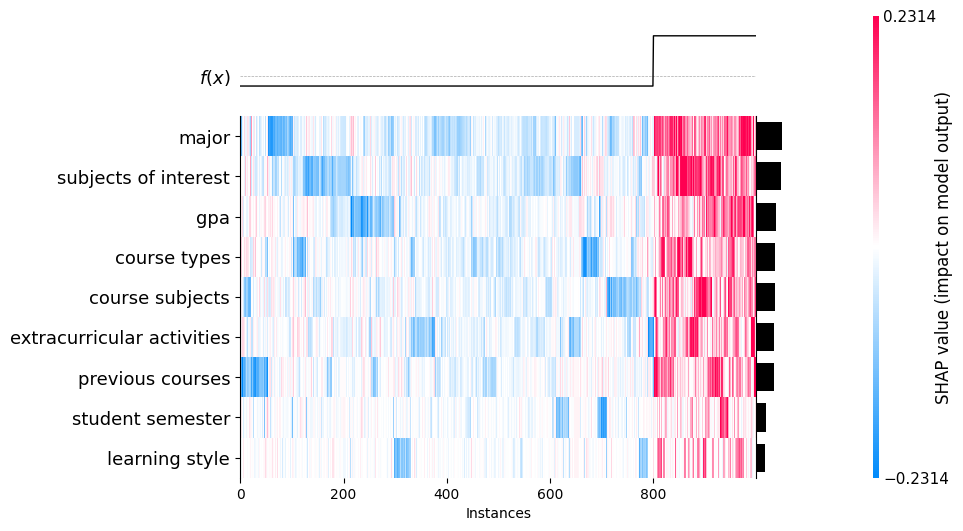 0.2314
f(x)
major
subjects of interest
gpa
course types
course subjects
extracurricular activities
previous courses
student semester
learning style
0 200 400 600 800
Instances
SHAP value (impact on model output)
−0.2314